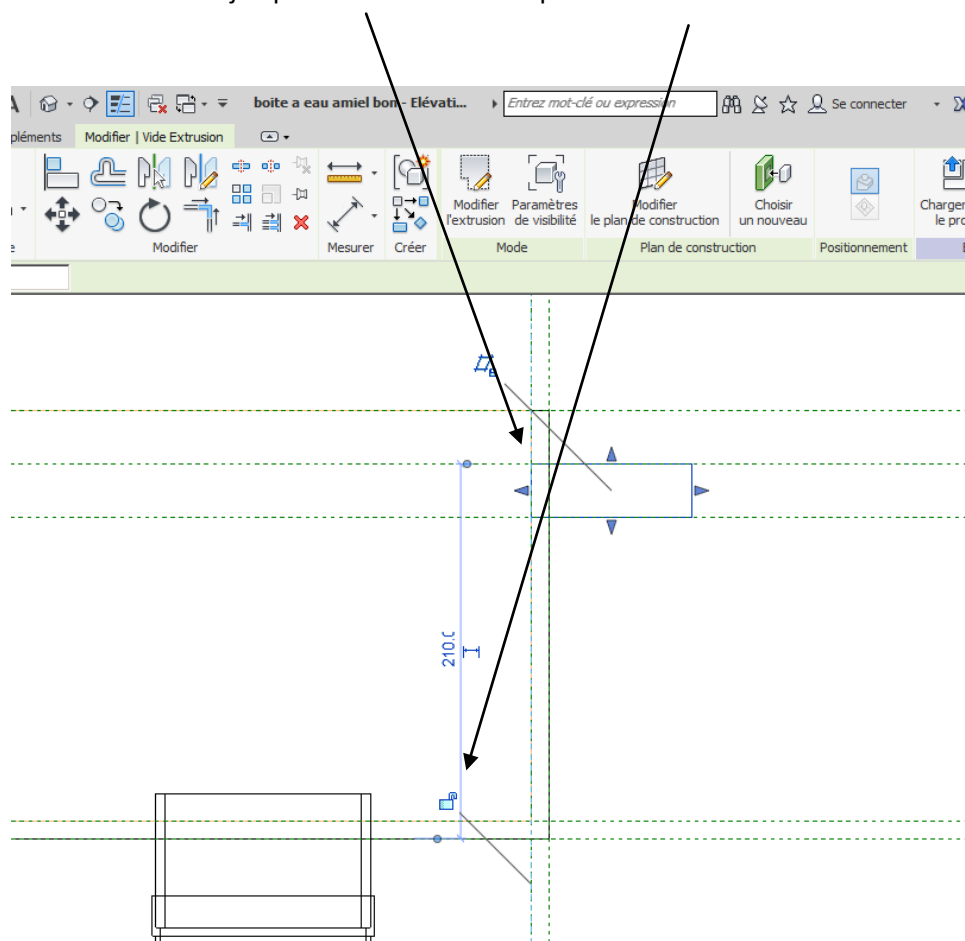 boite a eau amiel bon - Elévati...
Entrez mot-clé ou expression
Se connecter
pléments
Modifier | Vide Extrusion
Modifier
l'extrusion
Paramètres
de visibilité
Modifier
le plan de construction
Choisir
un nouveau
Charger
le pro
Modifier
Mesurer
Créer
Mode
Plan de construction
Positionnement
210.0